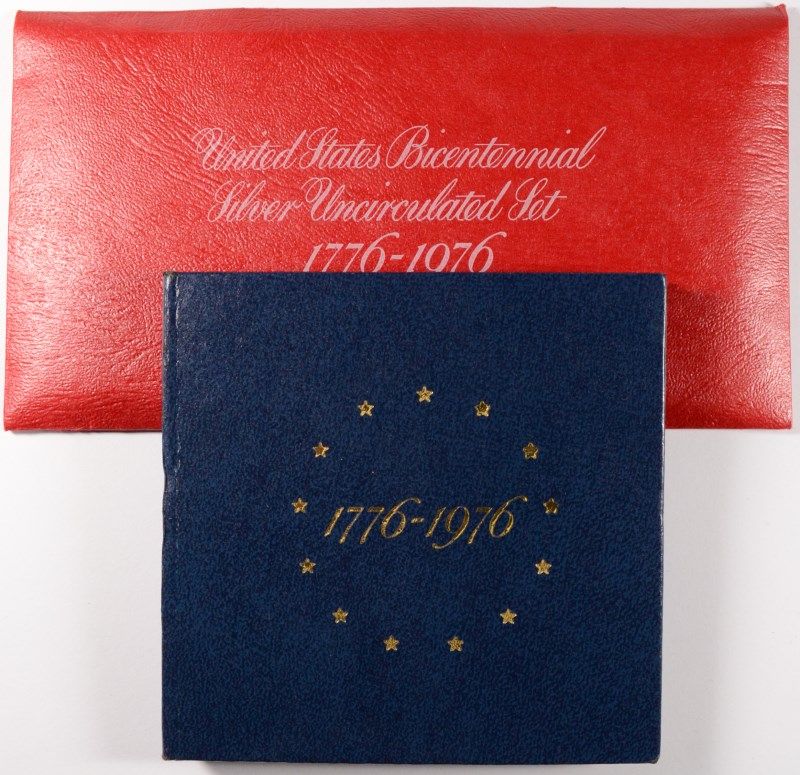 United States Bicentennial
Silver Uncirculated Set
1776-1976
1776-1976